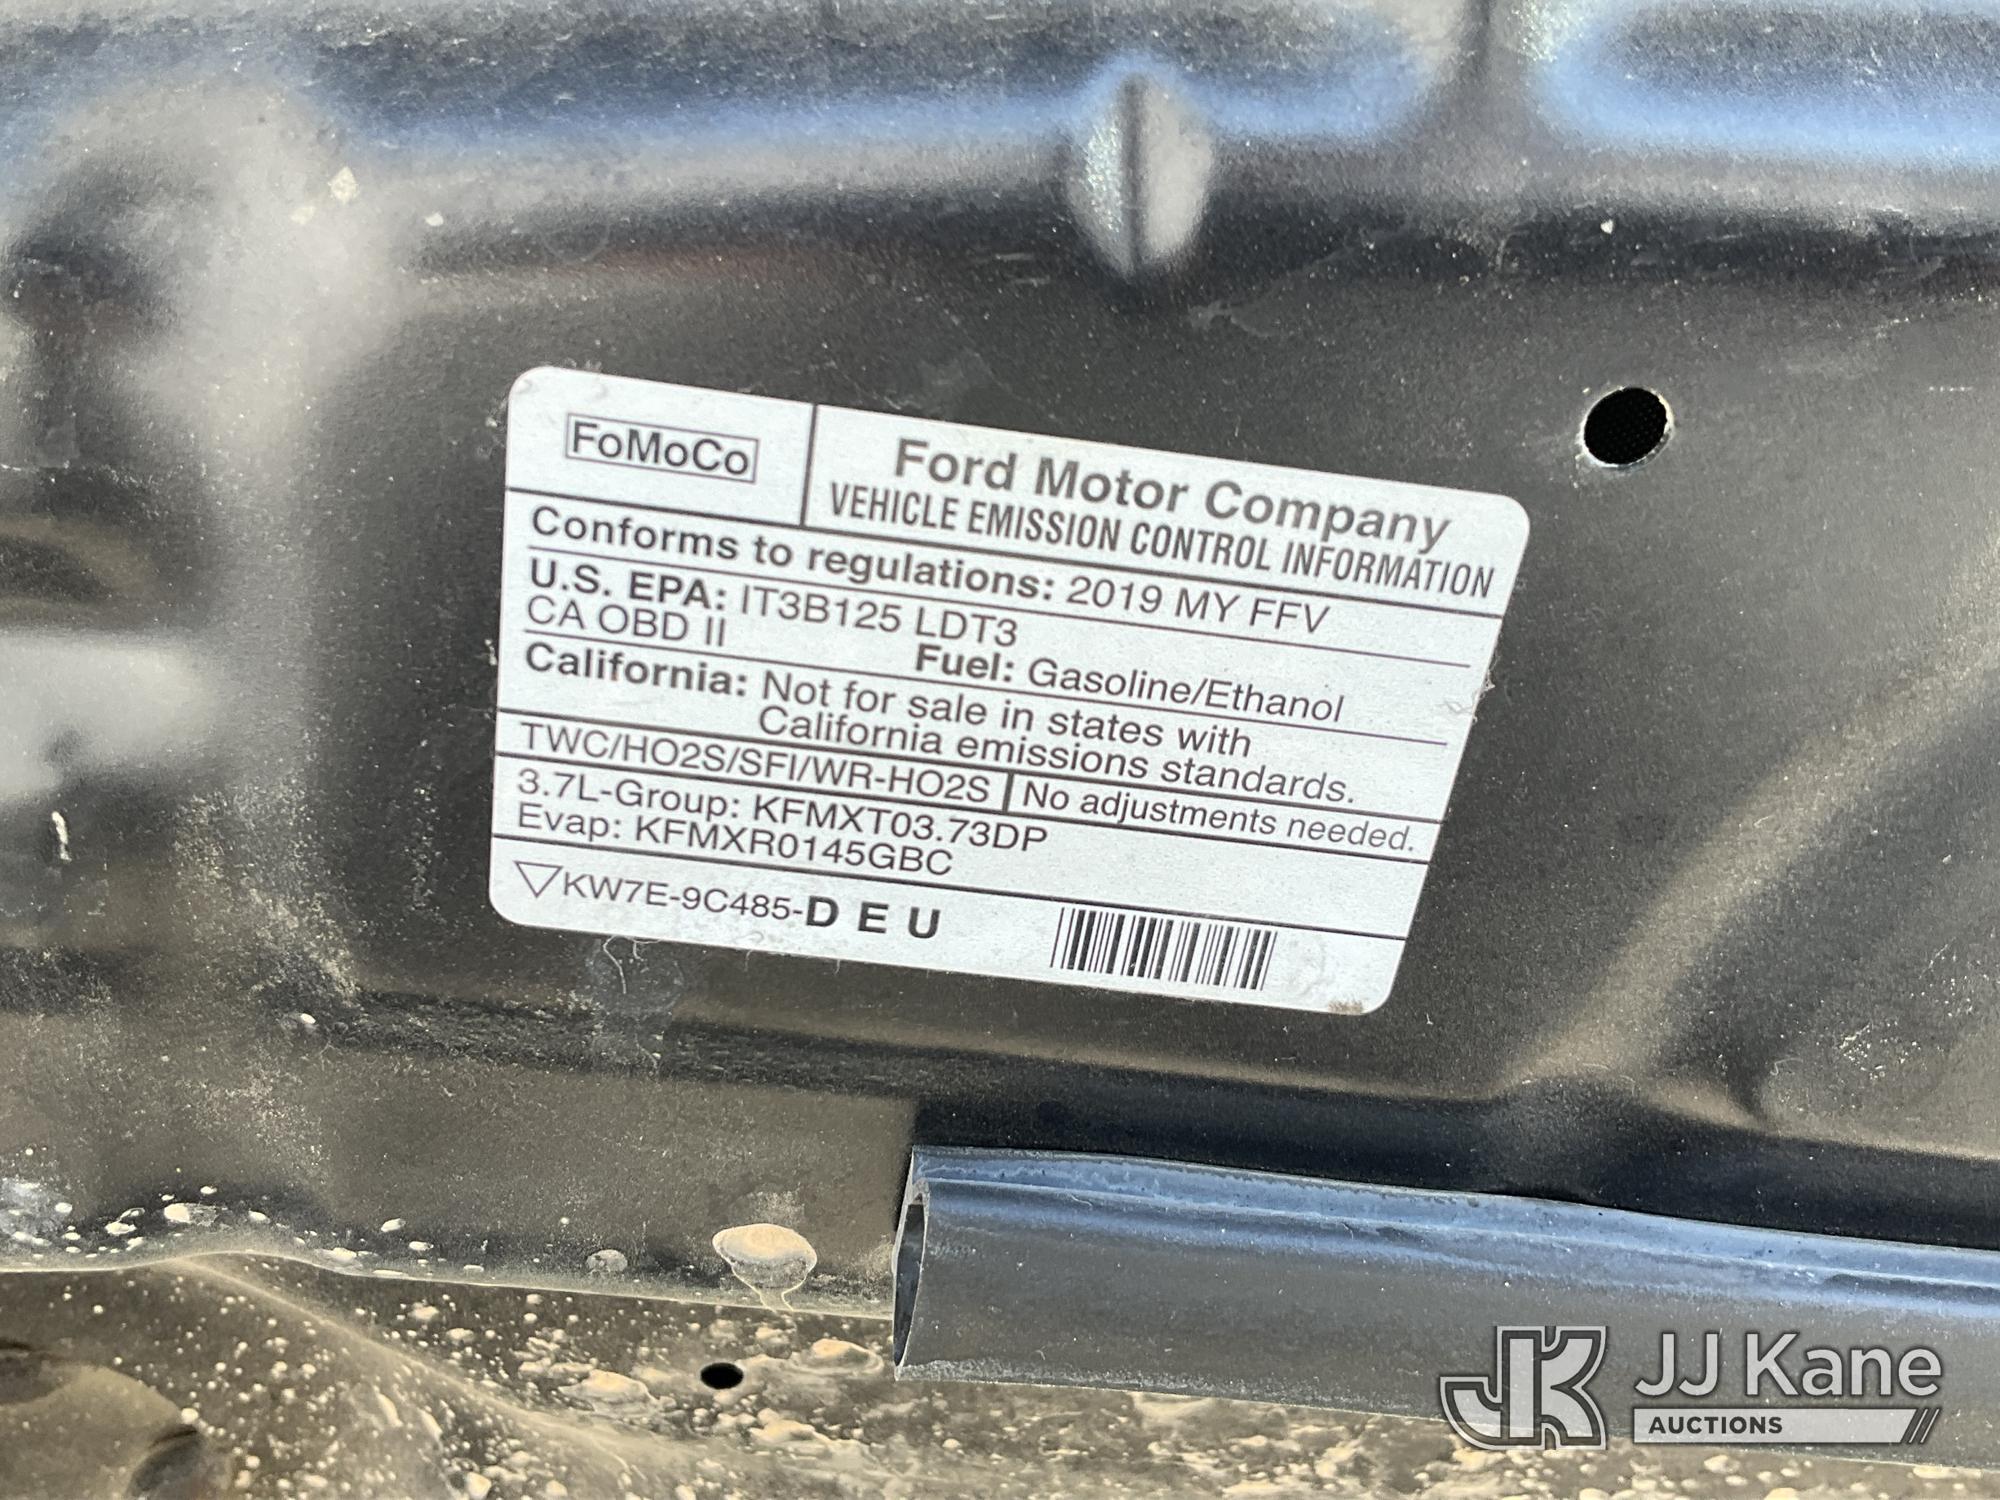 FoMoCo
Ford Motor Company
VEHICLE EMISSION CONTROL INFORMATION
Conforms to regulations: 2019 MY FFV
U.S. EPA: IT3B125 LDT3
CA OBD II
Fuel: Gasoline/Ethanol
California: Not for sale in states with
California emissions standards.
TWC/HO2S/SFI/WR-HO2S
No adjustments needed.
3.7L-Group: KFMXT03.73DP
Evap: KFMXR0145GBC
KW7E-9C485-DEU
JK
JJ Kane
AUCTIONS